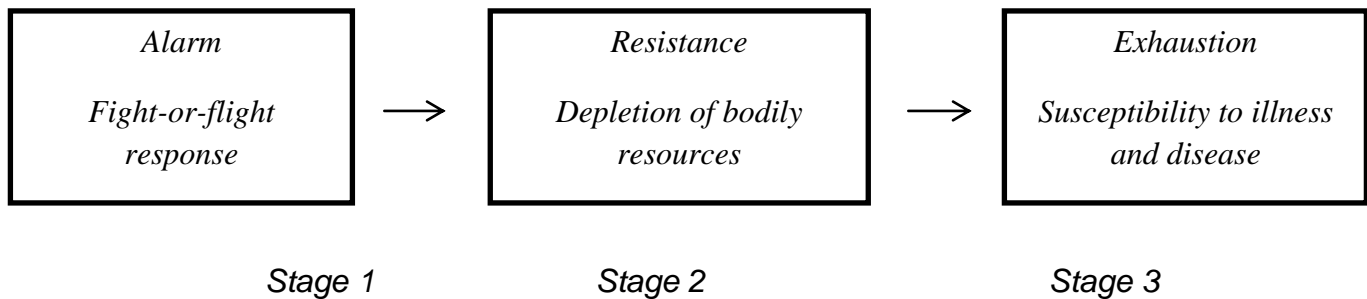 Alarm
Fight-or-flight
response
Resistance
Depletion of bodily
resources
Exhaustion
Susceptibility to illness
and disease
Stage 1
Stage 2
Stage 3